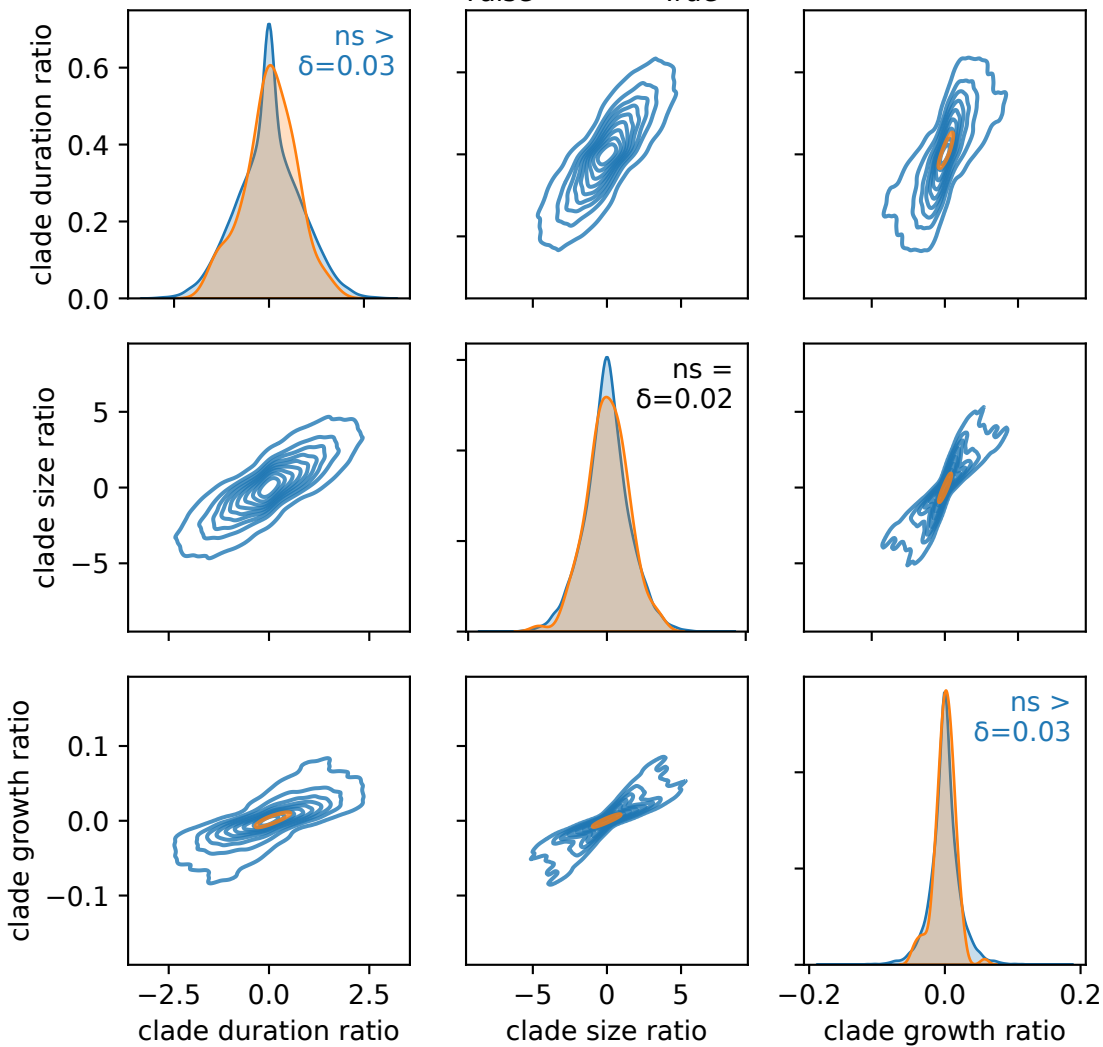 clade duration ratio
0.6
0.4
0.2
0.0
ns >
δ=0.03
clade size ratio
5
0
−5
ns =
δ=0.02
clade growth ratio
0.1
0.0
−0.1
ns >
δ=0.03
−2.5
0.0
2.5
−5
0
5
−0.2
0.0
0.2
clade duration ratio
clade size ratio
clade growth ratio